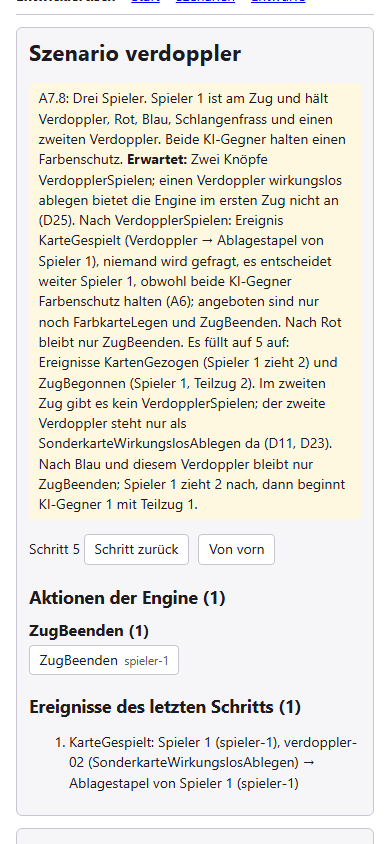 Szenario verdoppler
A7.8: Drei Spieler. Spieler 1 ist am Zug und hält
Verdoppler, Rot, Blau, Schlangenfrass und einen
zweiten Verdoppler. Beide KI-Gegner halten einen
Farbenschutz. Erwartet: Zwei Knöpfe
VerdopplerSpielen; einen Verdoppler wirkungslos
ablegen bietet die Engine im ersten Zug nicht an
(D25). Nach VerdopplerSpielen: Ereignis
KarteGespielt (Verdoppler → Ablagestapel von
Spieler 1), niemand wird gefragt, es entscheidet
weiter Spieler 1, obwohl beide KI-Gegner
Farbenschutz halten (A6); angeboten sind nur
noch FarbkarteLegen und ZugBeenden. Nach Rot
bleibt nur ZugBeenden. Es füllt auf 5 auf:
Ereignisse KartenGezogen (Spieler 1 zieht 2) und
ZugBegonnen (Spieler 1, Teilzug 2). Im zweiten
Zug gibt es kein VerdopplerSpielen; der zweite
Verdoppler steht nur als
SonderkarteWirkungslosAblegen da (D11, D23).
Nach Blau und diesem Verdoppler bleibt nur
ZugBeenden; Spieler 1 zieht 2 nach, dann beginnt
KI-Gegner 1 mit Teilzug 1.
Schritt 5 Schritt zurück Von vorn
Aktionen der Engine (1)
ZugBeenden (1)
ZugBeenden spieler-1
Ereignisse des letzten Schritts (1)
1. KarteGespielt: Spieler 1 (spieler-1), verdoppler-
02 (SonderkarteWirkungslosAblegen) →
Ablagestapel von Spieler 1 (spieler-1)